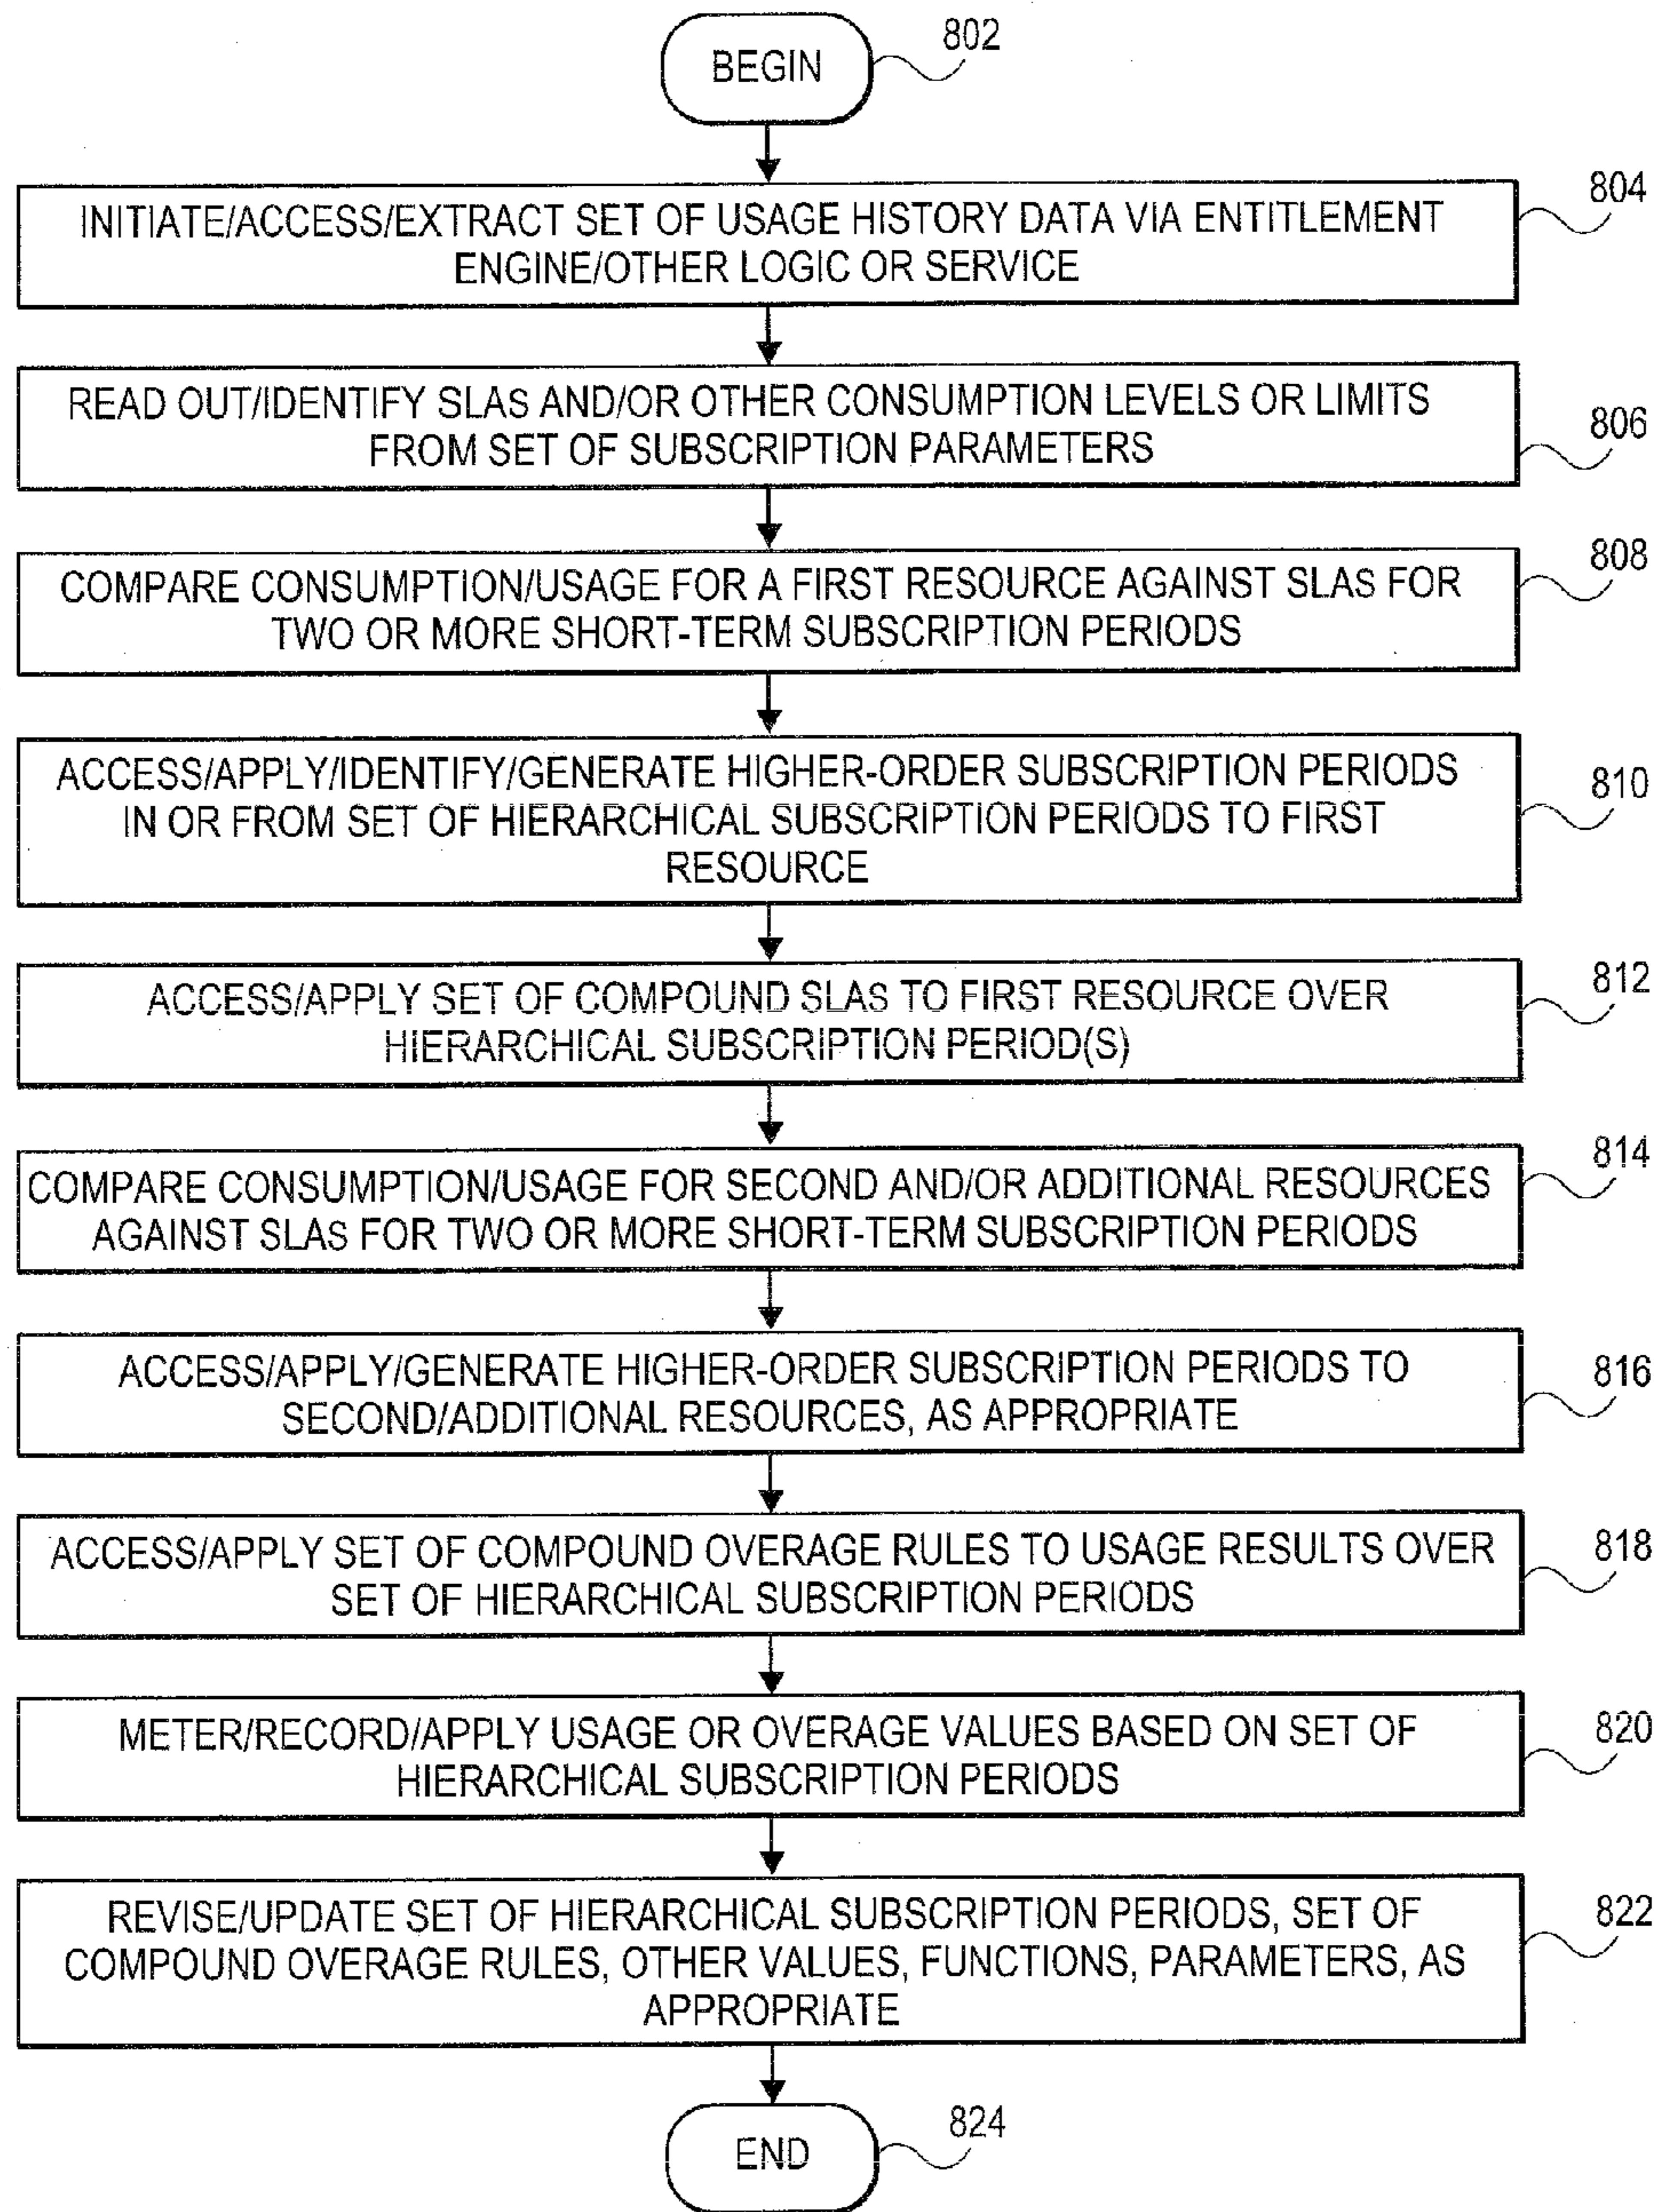 BEGIN
802
INITIATE/ACCESS/EXTRACT SET OF USAGE HISTORY DATA VIA ENTITLEMENT
ENGINE/OTHER LOGIC OR SERVICE
804
READ OUT/IDENTIFY SLAs AND/OR OTHER CONSUMPTION LEVELS OR LIMITS
FROM SET OF SUBSCRIPTION PARAMETERS
806
COMPARE CONSUMPTION/USAGE FOR A FIRST RESOURCE AGAINST SLAs FOR
TWO OR MORE SHORT-TERM SUBSCRIPTION PERIODS
808
ACCESS/APPLY/IDENTIFY/GENERATE HIGHER-ORDER SUBSCRIPTION PERIODS
IN OR FROM SET OF HIERARCHICAL SUBSCRIPTION PERIODS TO FIRST
RESOURCE
810
ACCESS/APPLY SET OF COMPOUND SLAs TO FIRST RESOURCE OVER
HIERARCHICAL SUBSCRIPTION PERIOD(S)
812
COMPARE CONSUMPTION/USAGE FOR SECOND AND/OR ADDITIONAL RESOURCES
AGAINST SLAs FOR TWO OR MORE SHORT-TERM SUBSCRIPTION PERIODS
814
ACCESS/APPLY/GENERATE HIGHER-ORDER SUBSCRIPTION PERIODS TO
SECOND/ADDITIONAL RESOURCES, AS APPROPRIATE
816
ACCESS/APPLY SET OF COMPOUND OVERAGE RULES TO USAGE RESULTS OVER
SET OF HIERARCHICAL SUBSCRIPTION PERIODS
818
METER/RECORD/APPLY USAGE OR OVERAGE VALUES BASED ON SET OF
HIERARCHICAL SUBSCRIPTION PERIODS
820
REVISE/UPDATE SET OF HIERARCHICAL SUBSCRIPTION PERIODS, SET OF
COMPOUND OVERAGE RULES, OTHER VALUES, FUNCTIONS, PARAMETERS, AS
APPROPRIATE
822
END
824